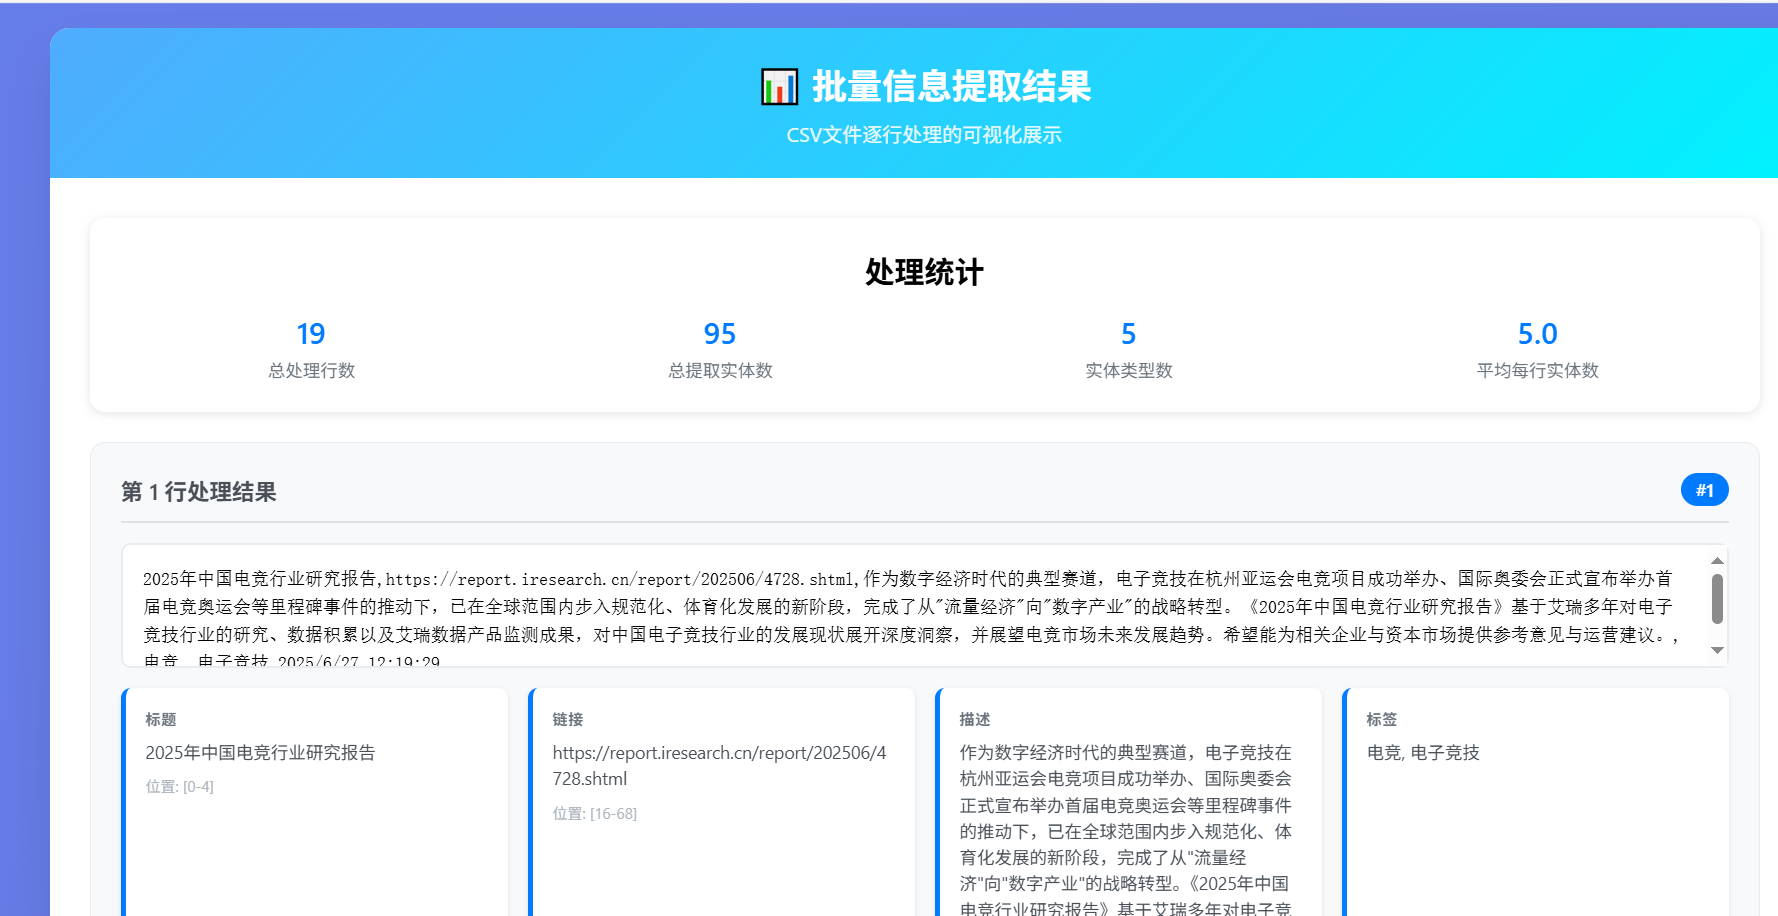 📊 批量信息提取结果
CSV文件逐行处理的可视化展示
处理统计
19
总处理行数
95
总提取实体数
5
实体类型数
5.0
平均每行实体数
第 1 行处理结果
#1
2025年中国电竞行业研究报告,https://report.iresearch.cn/report/202506/4728.shtml,作为数字经济时代的典型赛道，电子竞技在杭州亚运会电竞项目成功举办、国际奥委会正式宣布举办首
届电竞奥运会等里程碑事件的推动下，已在全球范围内步入规范化、体育化发展的新阶段，完成了从"流量经济"向"数字产业"的战略转型。《2025年中国电竞行业研究报告》基于艾瑞多年对电子
竞技行业的研究、数据积累以及艾瑞数据产品监测成果，对中国电子竞技行业的发展现状展开深度洞察，并展望电竞市场未来发展趋势。希望能为相关企业与资本市场提供参考意见与运营建议。,
电竞, 电子竞技,2025/6/27 12:19:29
标题
2025年中国电竞行业研究报告
位置: [0-4]
链接
https://report.iresearch.cn/report/202506/4
728.shtml
位置: [16-68]
描述
作为数字经济时代的典型赛道，电子竞技在
杭州亚运会电竞项目成功举办、国际奥委会
正式宣布举办首届电竞奥运会等里程碑事件
的推动下，已在全球范围内步入规范化、体
育化发展的新阶段，完成了从"流量经
济"向"数字产业"的战略转型。《2025年中国
电竞行业研究报告》基于艾瑞多年对电子竞
标签
电竞, 电子竞技